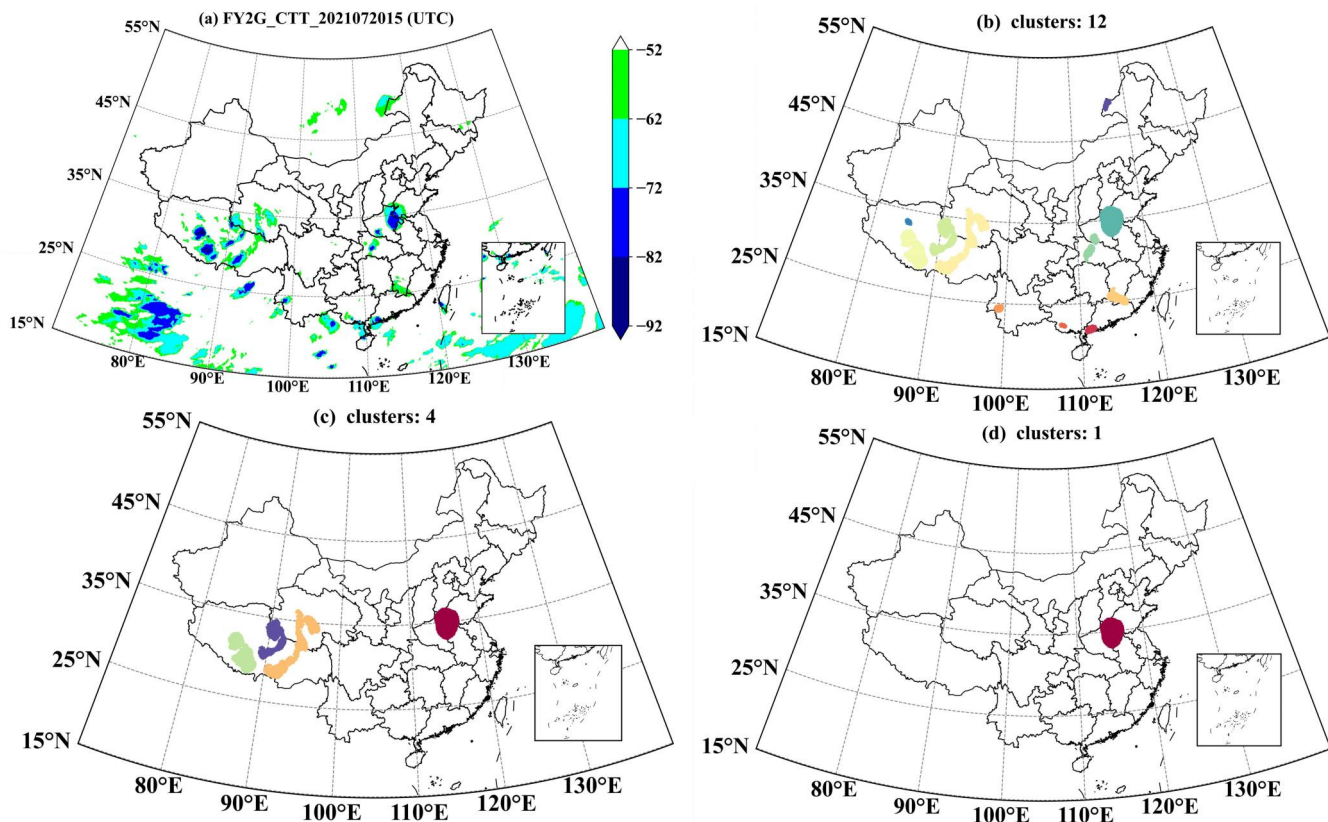 (a) FY2G_CTT_2021072015 (UTC)
55°N
45°N
35°N
25°N
15°N
80°E
90°E
100°E
110°E
120°E
130°E
−52
−62
−72
−82
−92
(b) clusters: 12
55°N
45°N
35°N
25°N
15°N
80°E
90°E
100°E
110°E
120°E
130°E
(c) clusters: 4
55°N
45°N
35°N
25°N
15°N
80°E
90°E
100°E
110°E
120°E
130°E
(d) clusters: 1
55°N
45°N
35°N
25°N
15°N
80°E
90°E
100°E
110°E
120°E
130°E